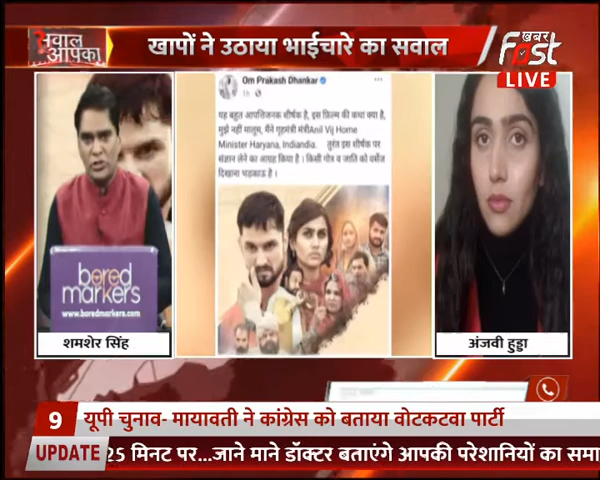 सवाल आपका
खापों ने उठाया भाईचारे का सवाल
ख़बर
Fast
LIVE
Om Prakash Dhankar
1h
यह बहुत आपत्तिजनक शीर्षक है, इस फ़िल्म की कथा क्या है,
मुझे नहीं मालूम, मैंने गृहमंत्री मंत्रीAnil Vij Home
Minister Haryana, Indiandia. तुरंत इस शीर्षक पर
संज्ञान लेने का आग्रह किया है । किसी गोत्र व जाति को वर्सेज
दिखाना भड़काऊ है ।
bored
markers
www.boredmarkers.com
शमशेर सिंह
अंजवी हुड्डा
9 यूपी चुनाव- मायावती ने कांग्रेस को बताया वोटकटवा पार्टी
UPDATE 25 मिनट पर...जाने माने डॉक्टर बताएंगे आपकी परेशानियों का समा